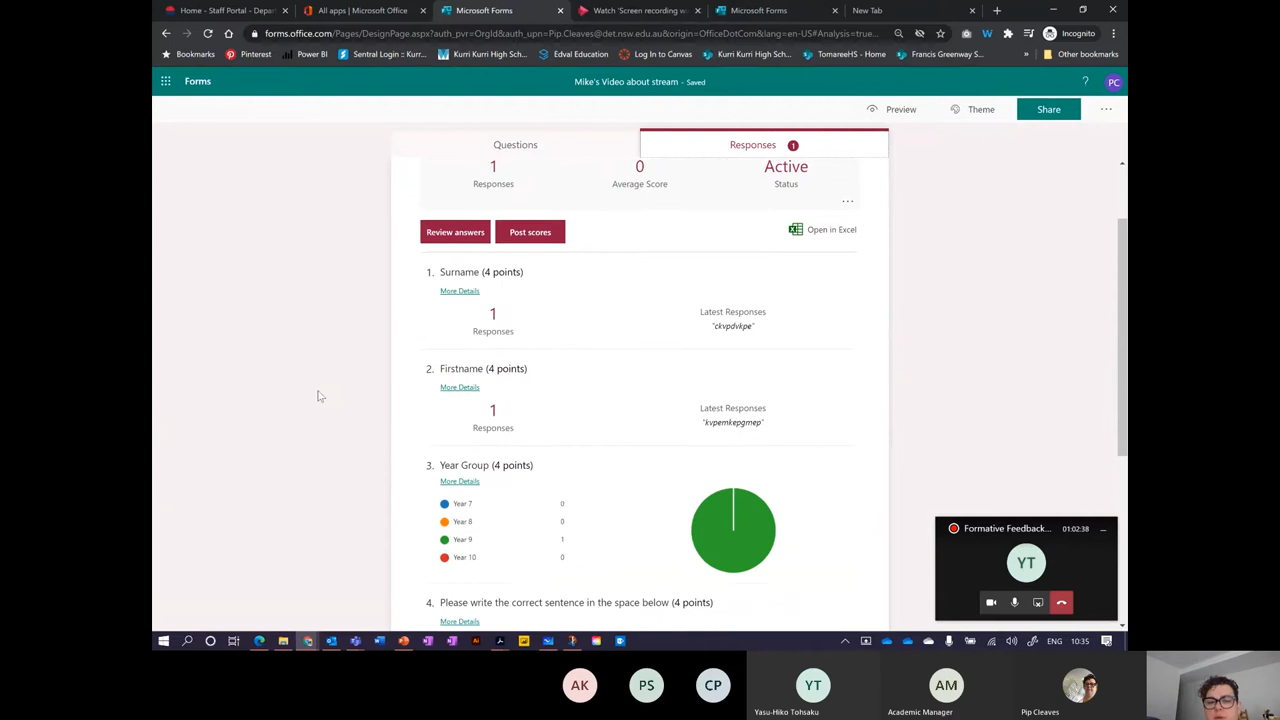 Home - Staff Portal - Depar
All apps | Microsoft Office
Microsoft Forms
Watch 'Screen recording w
Microsoft Forms
New Tab
forms.office.com/Pages/DesignPage.aspx?auth_pvr=OrgId&auth_upn=Pip.Cleaves@det.nsw.edu.au&origin=OfficeDotCom&lang=en-US#Analysis=true...
Incognito
Bookmarks
Pinterest
Power BI
Sentral Login :: Kurri...
Kurri Kurri High Sch...
Edval Education
Log In to Canvas
Kurri Kurri High Sc...
TomareeHS - Home
Francis Greenway S...
»
Other bookmarks
Forms
Mike's Video about stream - Saved
?
PC
Preview
Theme
Share
...
Questions
Responses 1
1
Responses
0
Average Score
Active
Status
...
Review answers
Post scores
Open in Excel
1. Surname (4 points)
More Details
1
Responses
Latest Responses
"ckvpdvkpe"
2. Firstname (4 points)
More Details
1
Responses
Latest Responses
"kvpemkepgmep"
3. Year Group (4 points)
More Details
Year 7 0
Year 8 0
Year 9 1
Year 10 0
Formative Feedback... 01:02:38
YT
4. Please write the correct sentence in the space below (4 points)
More Details
ENG
10:35
AK
PS
CP
YT
Yasu-Hiko Tohsaku
AM
Academic Manager
Pip Cleaves